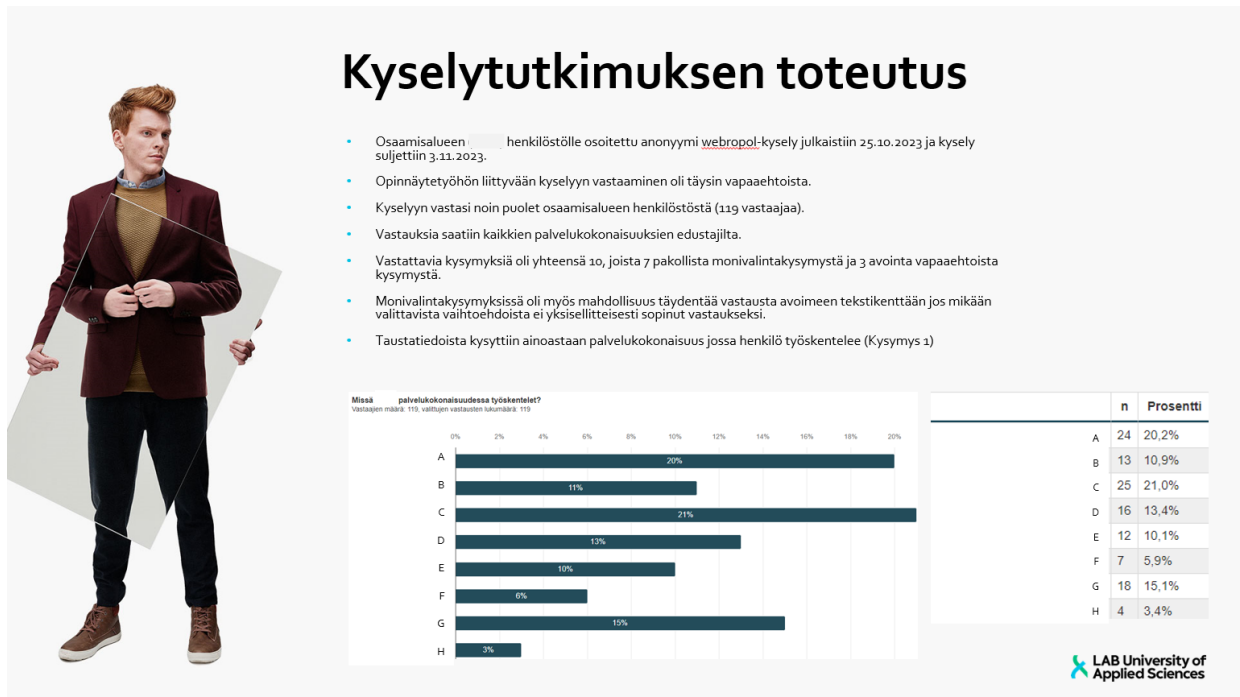 Kyselytutkimuksen toteutus
• Osaamisalueen henkilöstölle osoitettu anonyymi webropol-kysely julkaistiin 25.10.2023 ja kysely
suljettiin 3.11.2023.
• Opinnäytetyöhön liittyvään kyselyyn vastaaminen oli täysin vapaaehtoista.
• Kyselyyn vastasi noin puolet osaamisalueen henkilöstöstä (119 vastaajaa).
• Vastauksia saatiin kaikkien palvelukokonaisuuksien edustajilta.
• Vastattavia kysymyksiä oli yhteensä 10, joista 7 pakollista monivalintakysymystä ja 3 avointa vapaaehtoista
kysymystä.
• Monivalintakysymyksissä oli myös mahdollisuus täydentää vastausta avoimeen tekstikenttään jos mikään
valittavista vaihtoehdoista ei yksisellitteisesti sopinut vastaukseksi.
• Taustatiedoista kysyttiin ainoastaan palvelukokonaisuus jossa henkilö työskentelee (Kysymys 1)
Missä palvelukokonaisuudessa työskentelet?
Vastaajien määrä: 119, valittujen vastausten lukumäärä: 119
0% 2% 4% 6% 8% 10% 12% 14% 16% 18% 20%
A 20%
B 11%
C 21%
D 13%
E 10%
F 6%
G 15%
H 3%
n Prosentti
A 24 20,2%
B 13 10,9%
C 25 21,0%
D 16 13,4%
E 12 10,1%
F 7 5,9%
G 18 15,1%
H 4 3,4%
LAB University of
Applied Sciences